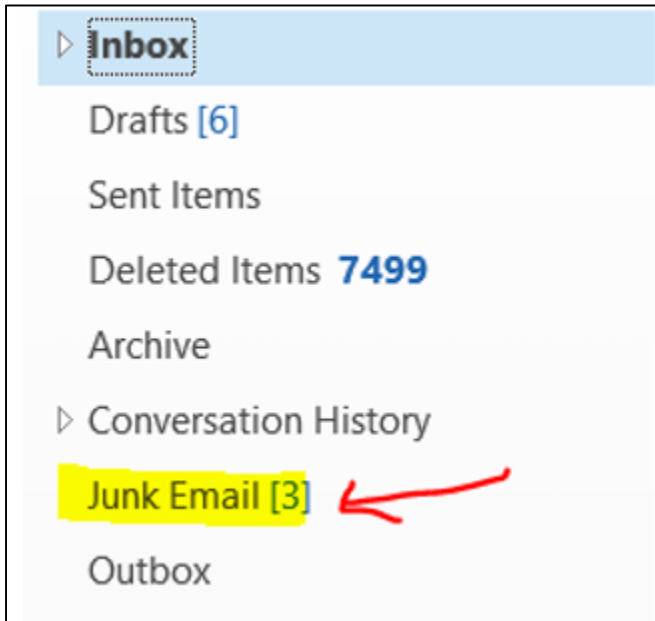 Inbox
Drafts [6]
Sent Items
Deleted Items 7499
Archive
Conversation History
Junk Email [3]
Outbox